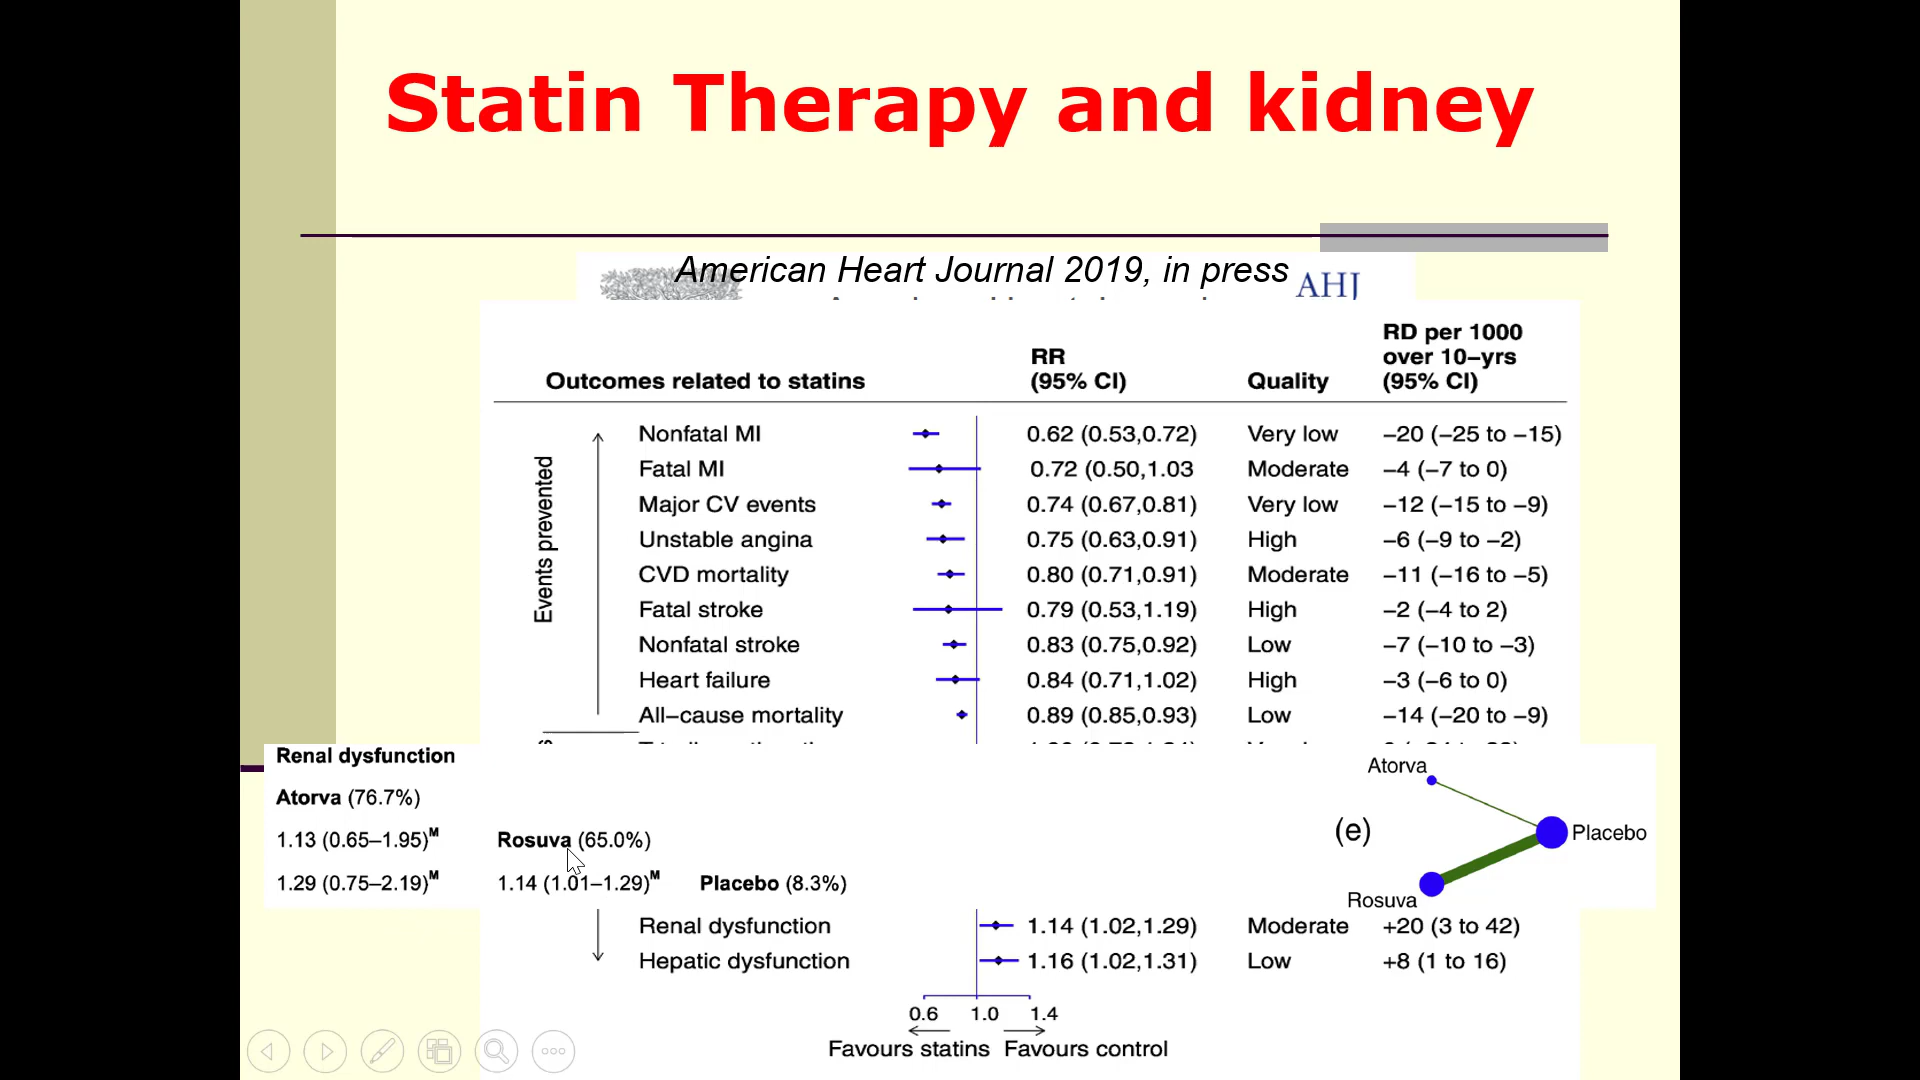 Statin Therapy and kidney
American Heart Journal 2019, in press
AHJ
Outcomes related to statins RR (95% CI) Quality RD per 1000 over 10–yrs (95% CI)
Events prevented
Nonfatal MI 0.62 (0.53,0.72) Very low −20 (−25 to −15)
Fatal MI 0.72 (0.50,1.03 Moderate −4 (−7 to 0)
Major CV events 0.74 (0.67,0.81) Very low −12 (−15 to −9)
Unstable angina 0.75 (0.63,0.91) High −6 (−9 to −2)
CVD mortality 0.80 (0.71,0.91) Moderate −11 (−16 to −5)
Fatal stroke 0.79 (0.53,1.19) High −2 (−4 to 2)
Nonfatal stroke 0.83 (0.75,0.92) Low −7 (−10 to −3)
Heart failure 0.84 (0.71,1.02) High −3 (−6 to 0)
All−cause mortality 0.89 (0.85,0.93) Low −14 (−20 to −9)
Renal dysfunction
Atorva (76.7%)
1.13 (0.65–1.95)M Rosuva (65.0%)
1.29 (0.75–2.19)M 1.14 (1.01–1.29)M Placebo (8.3%)
Atorva
(e) Placebo
Rosuva
Renal dysfunction 1.14 (1.02,1.29) Moderate +20 (3 to 42)
Hepatic dysfunction 1.16 (1.02,1.31) Low +8 (1 to 16)
0.6 1.0 1.4
Favours statins Favours control